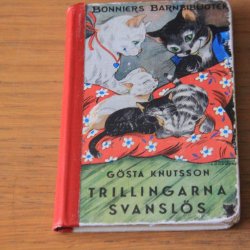 BONNIERS BARNBIBLIOTEK
GÖSTA KNUTSSON
TRILLINGARNA
SVANSLÖS